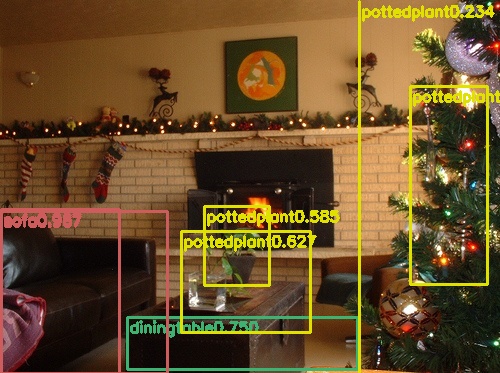 pottedplant0.234
pottedplant
pottedplant0.585
sofa0.987
pottedplant0.627
diningtable0.750